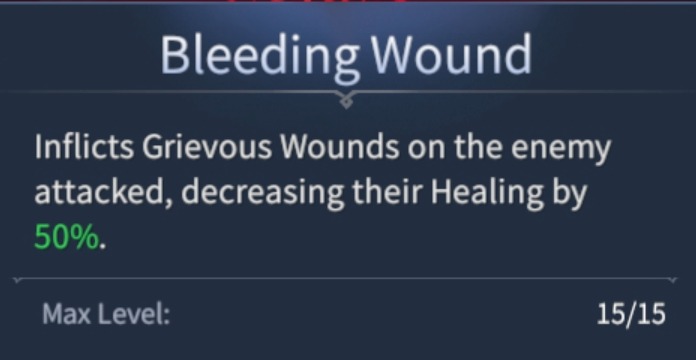 Bleeding Wound
Inflicts Grievous Wounds on the enemy
attacked, decreasing their Healing by
50%.
Max Level: 15/15